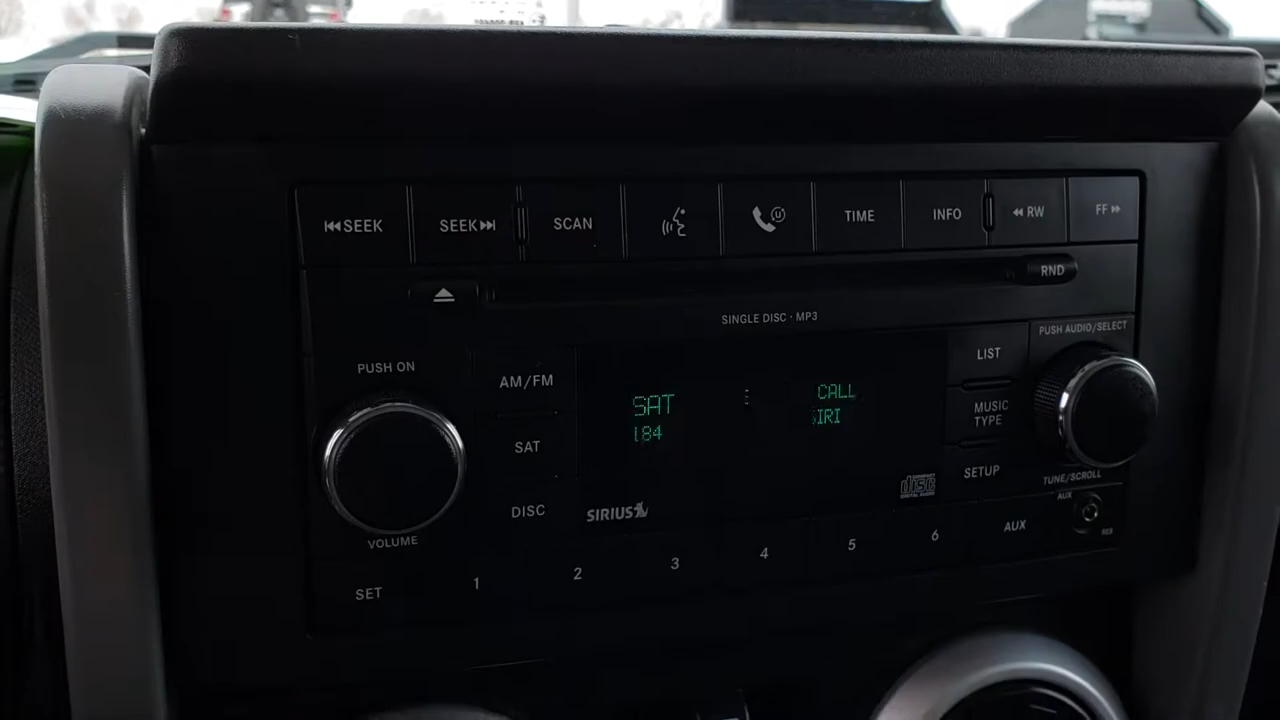 SEEK SEEK SCAN TIME INFO RW FF
RND
SINGLE DISC · MP3
PUSH AUDIO/SELECT
PUSH ON
LIST
AM/FM
SAT CALL
MUSIC
TYPE
184 IRI
SAT
SETUP
TUNE/SCROLL
DISC
SIRIUS
disc
AUX
AUX
VOLUME
SET 1 2 3 4 5 6